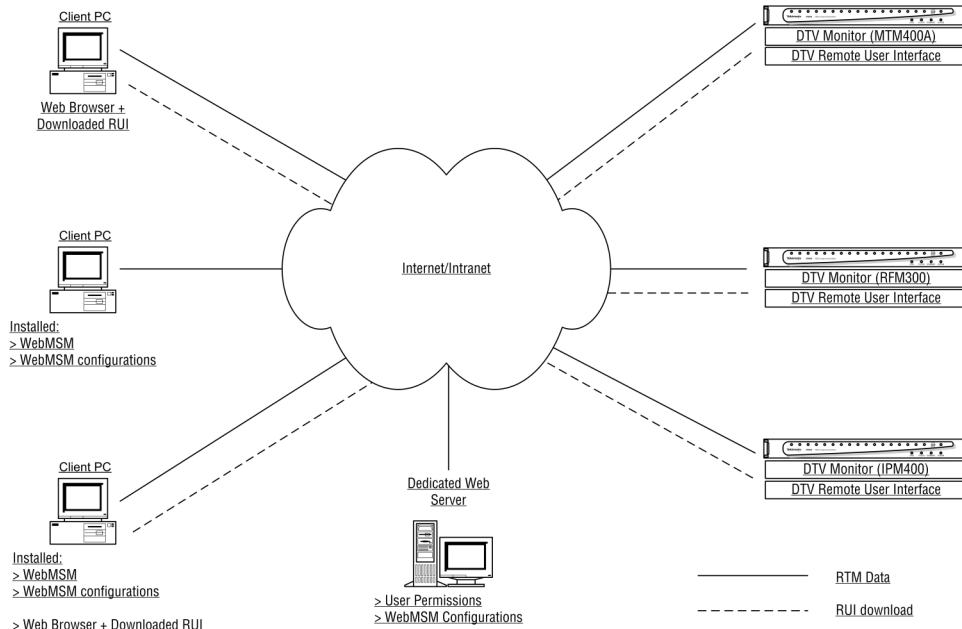 Client PC
Web Browser +
Downloaded RUI
DTV Monitor (MTM400A)
DTV Remote User Interface
Client PC
Installed:
> WebMSM
> WebMSM configurations
Internet/Intranet
DTV Monitor (RFM300)
DTV Remote User Interface
Client PC
Installed:
> WebMSM
> WebMSM configurations
> Web Browser + Downloaded RUI
Dedicated Web
Server
> User Permissions
> WebMSM Configurations
DTV Monitor (IPM400)
DTV Remote User Interface
RTM Data
RUI download